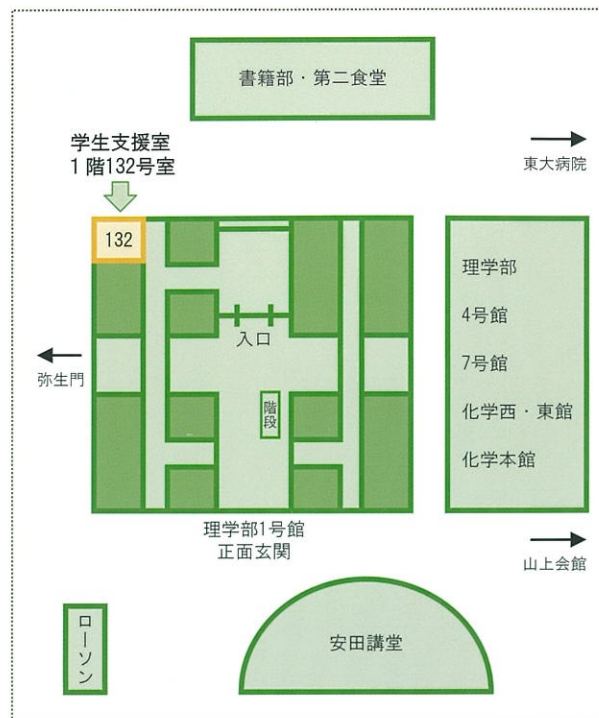 書籍部・第二食堂
学生支援室
1階132号室
東大病院
132
理学部
4号館
7号館
化学西・東館
化学本館
入口
弥生門
階段
理学部1号館
正面玄関
山上会館
ローソン
安田講堂